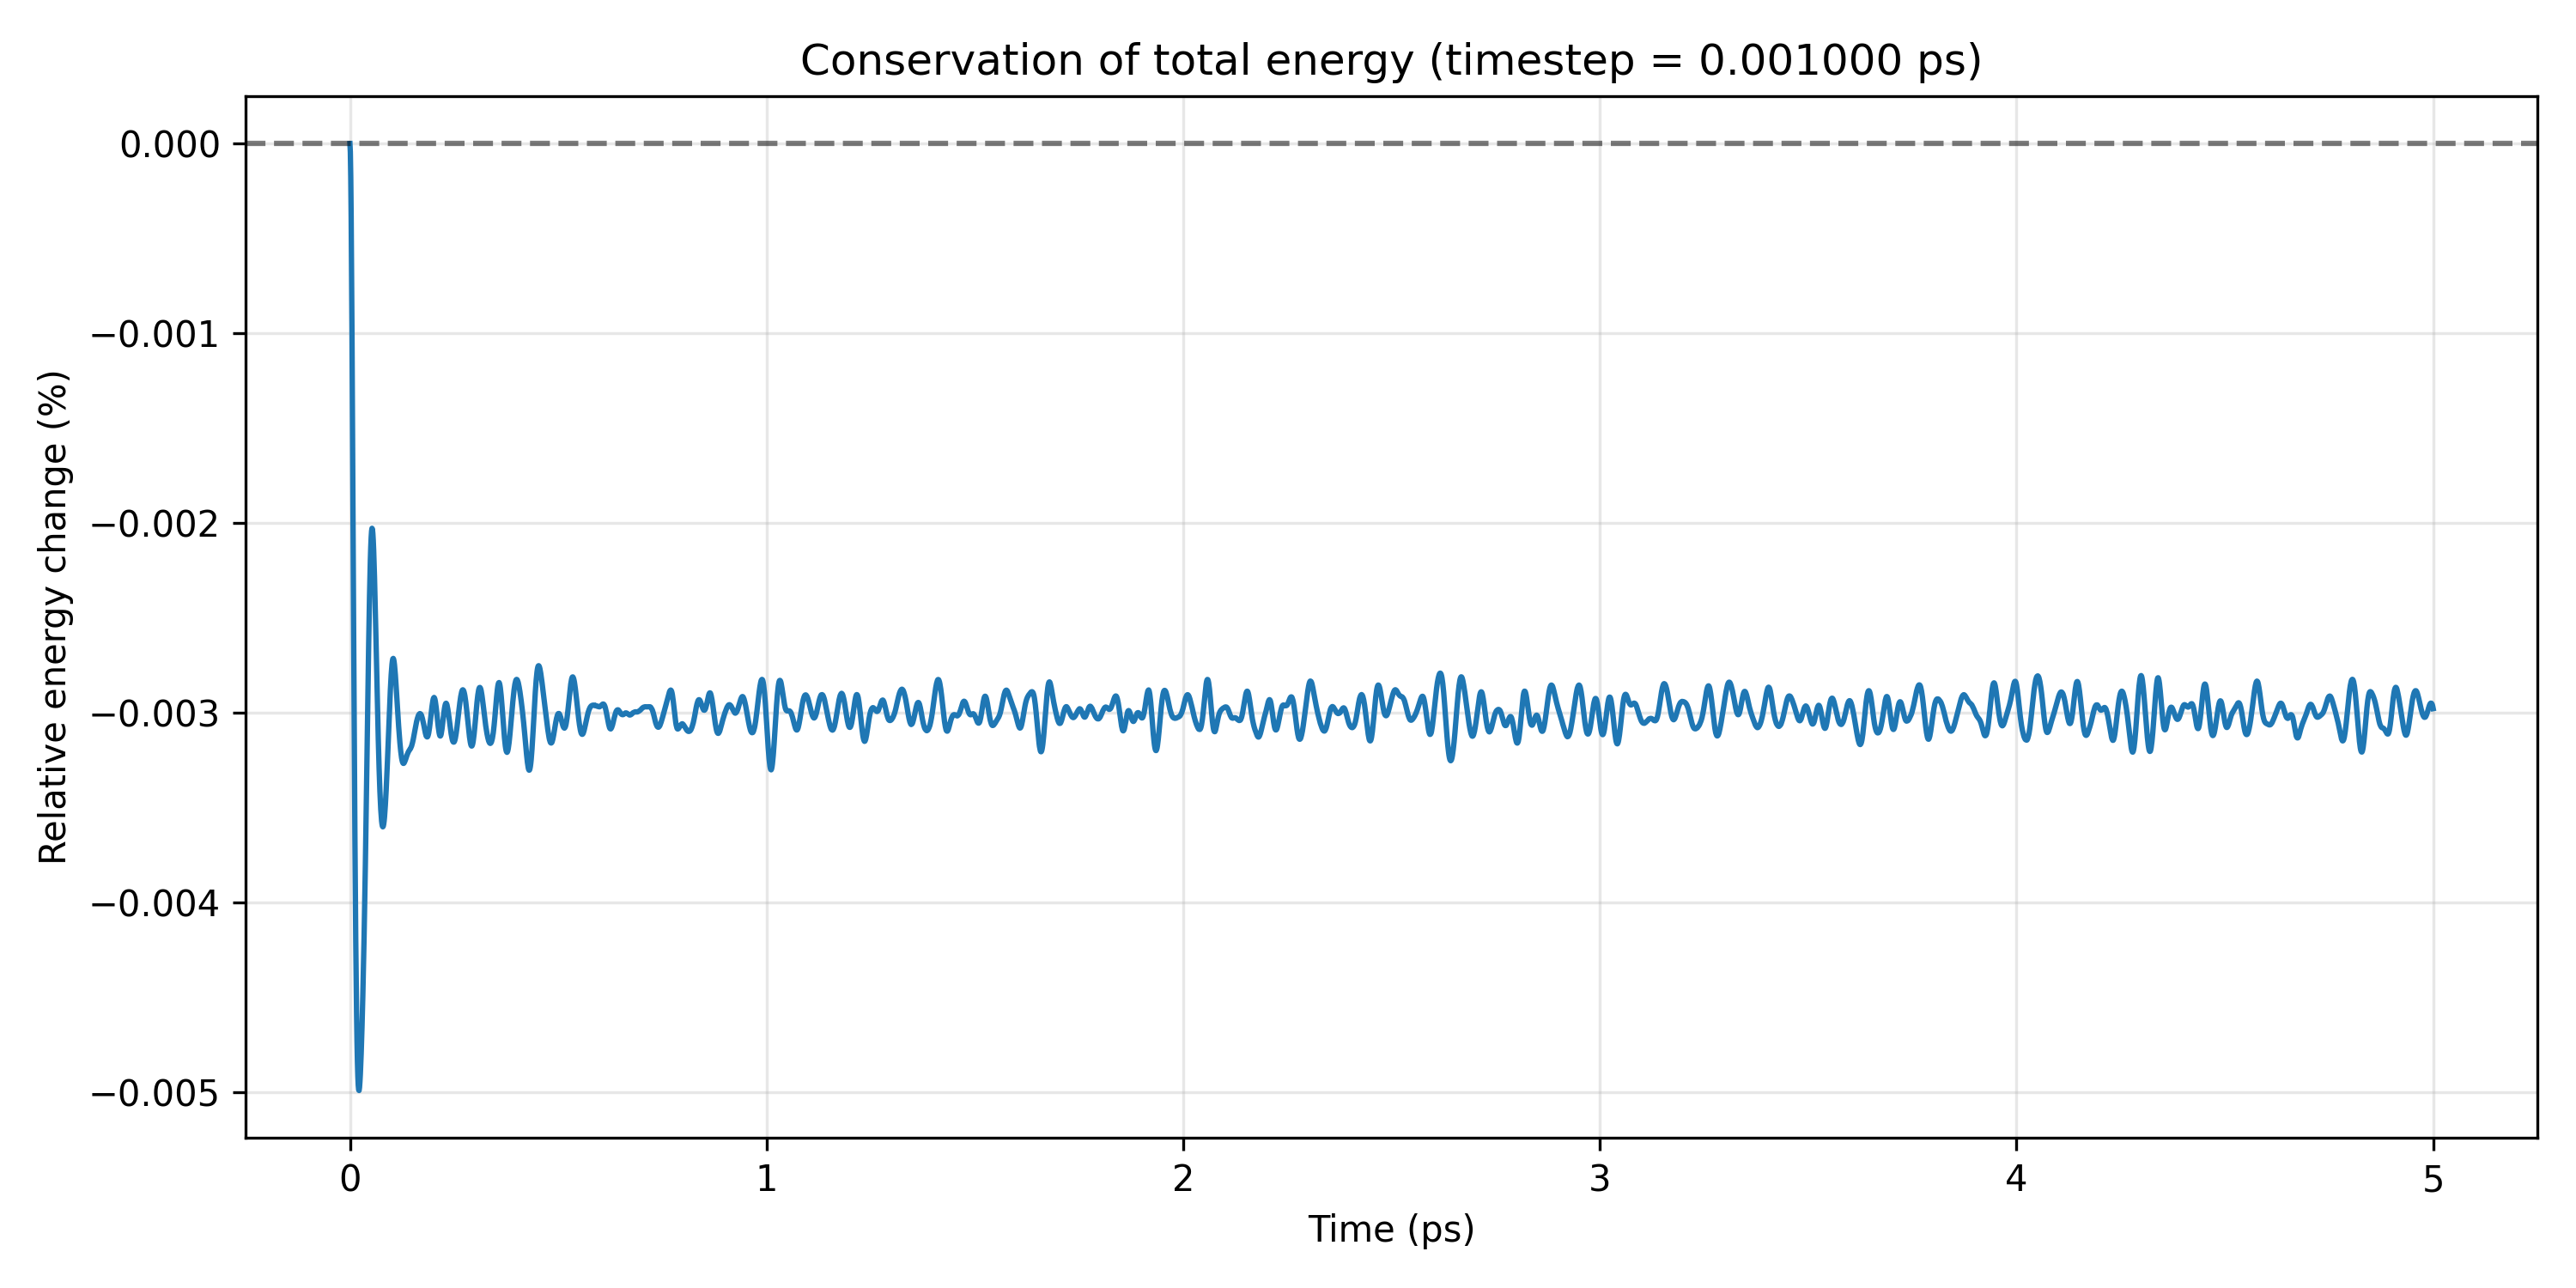 Conservation of total energy (timestep = 0.001000 ps)
Relative energy change (%)
0.000
−0.001
−0.002
−0.003
−0.004
−0.005
0 1 2 3 4 5
Time (ps)